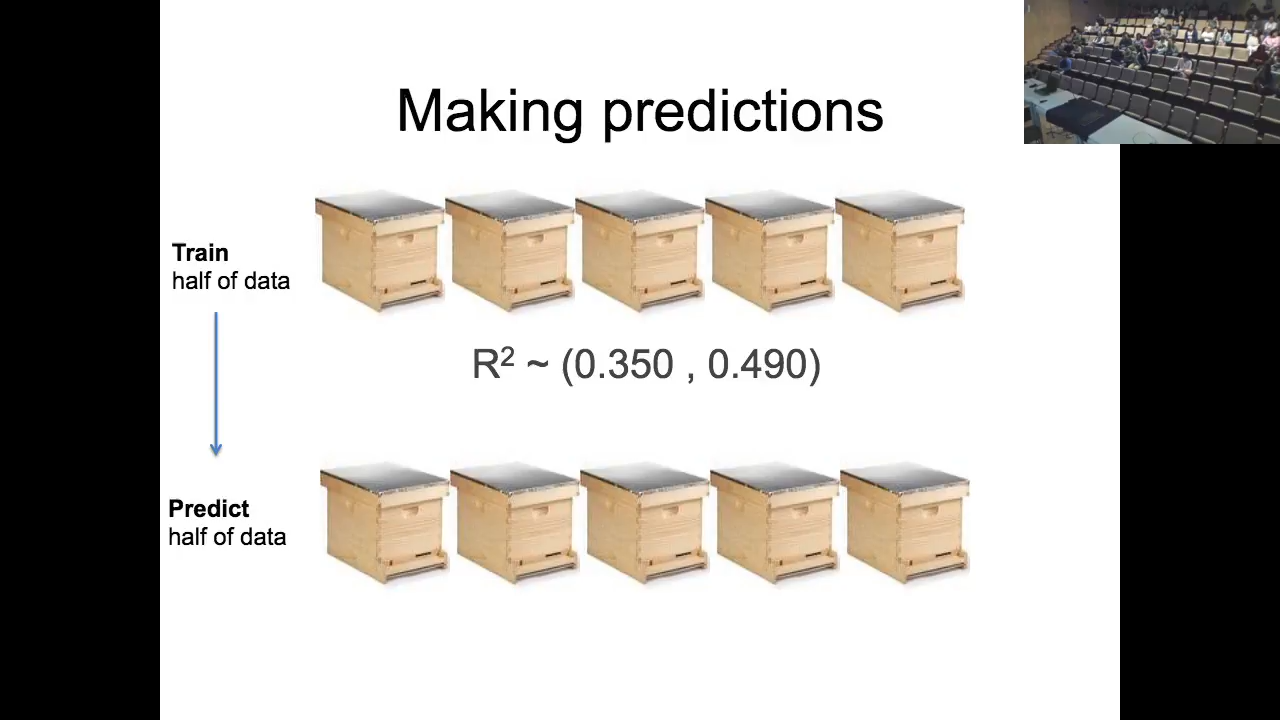 Making predictions
Train
half of data
R² ~ (0.350 , 0.490)
Predict
half of data